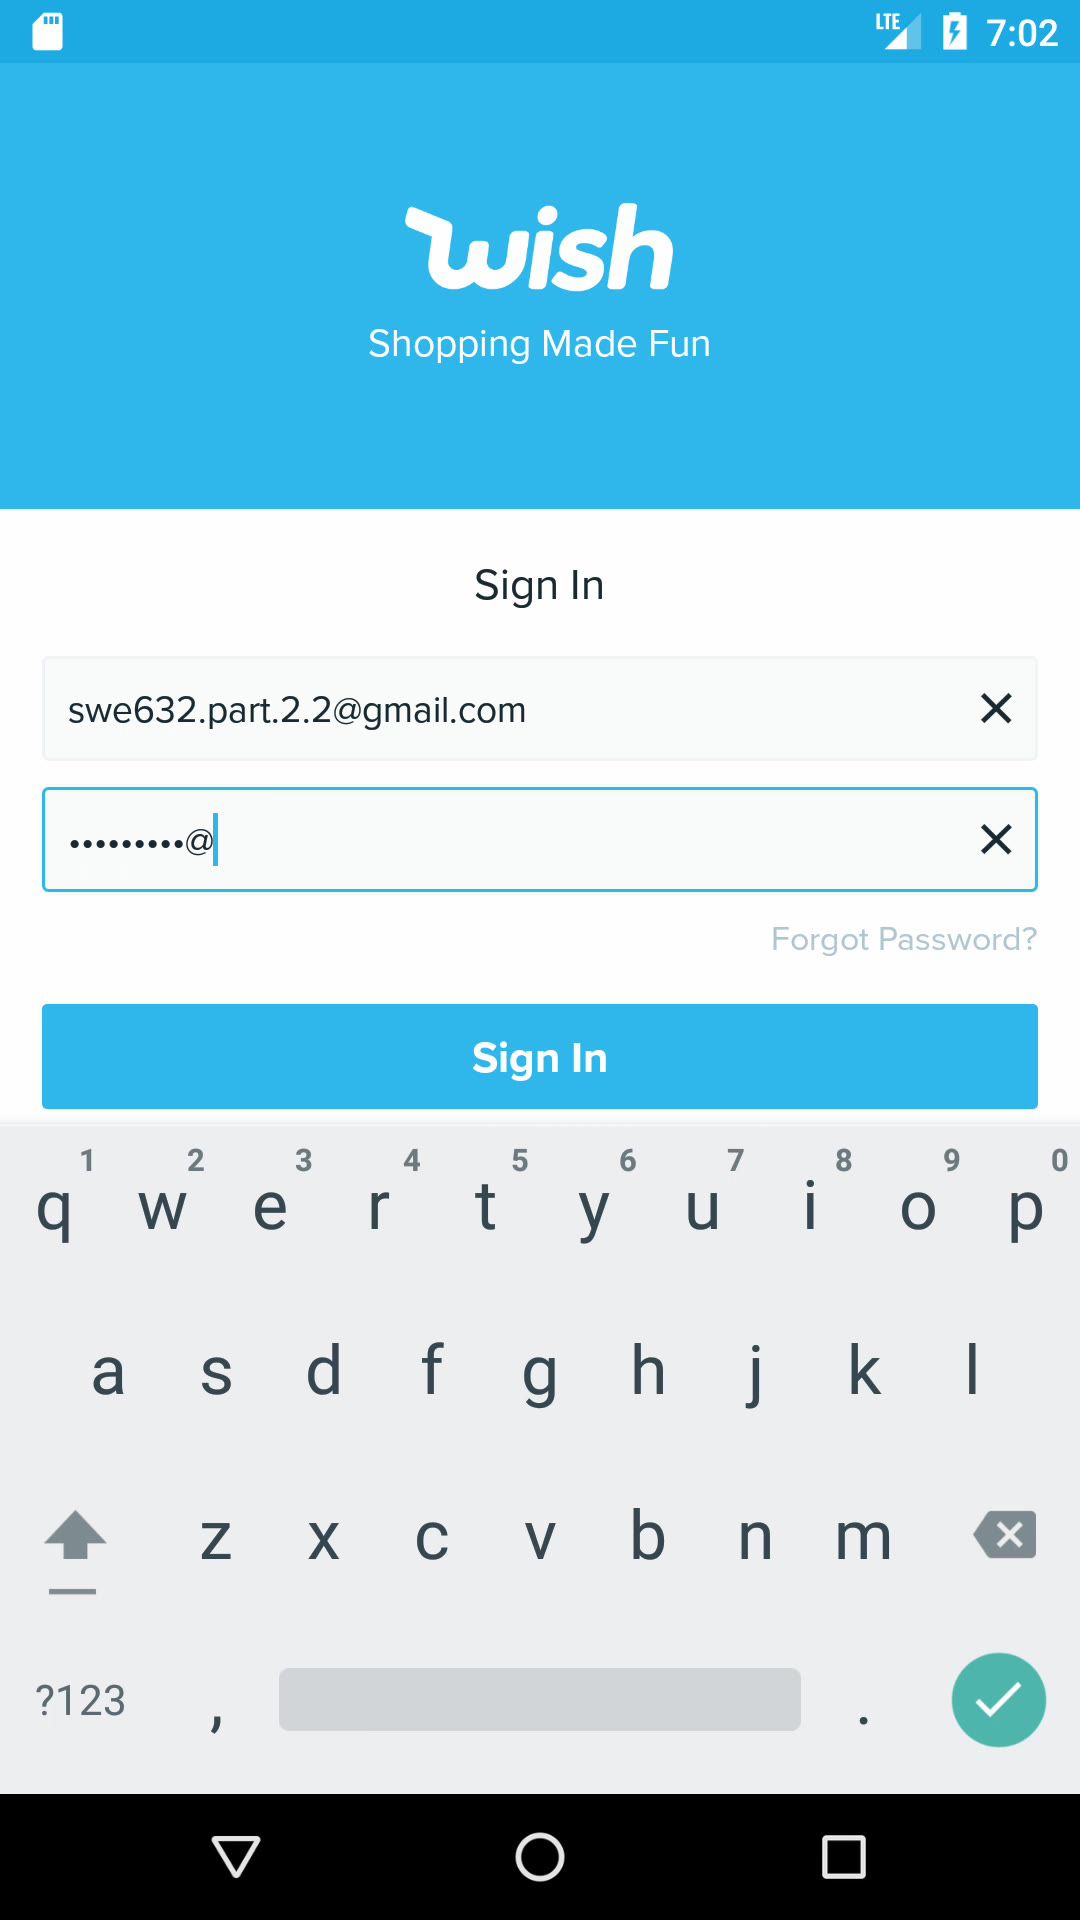 LTE 7:02
wish
Shopping Made Fun
Sign In
swe632.part.2.2@gmail.com
•••••••••@
Forgot Password?
Sign In
1 2 3 4 5 6 7 8 9 0
q w e r t y u i o p
a s d f g h j k l
z x c v b n m
?123 , .